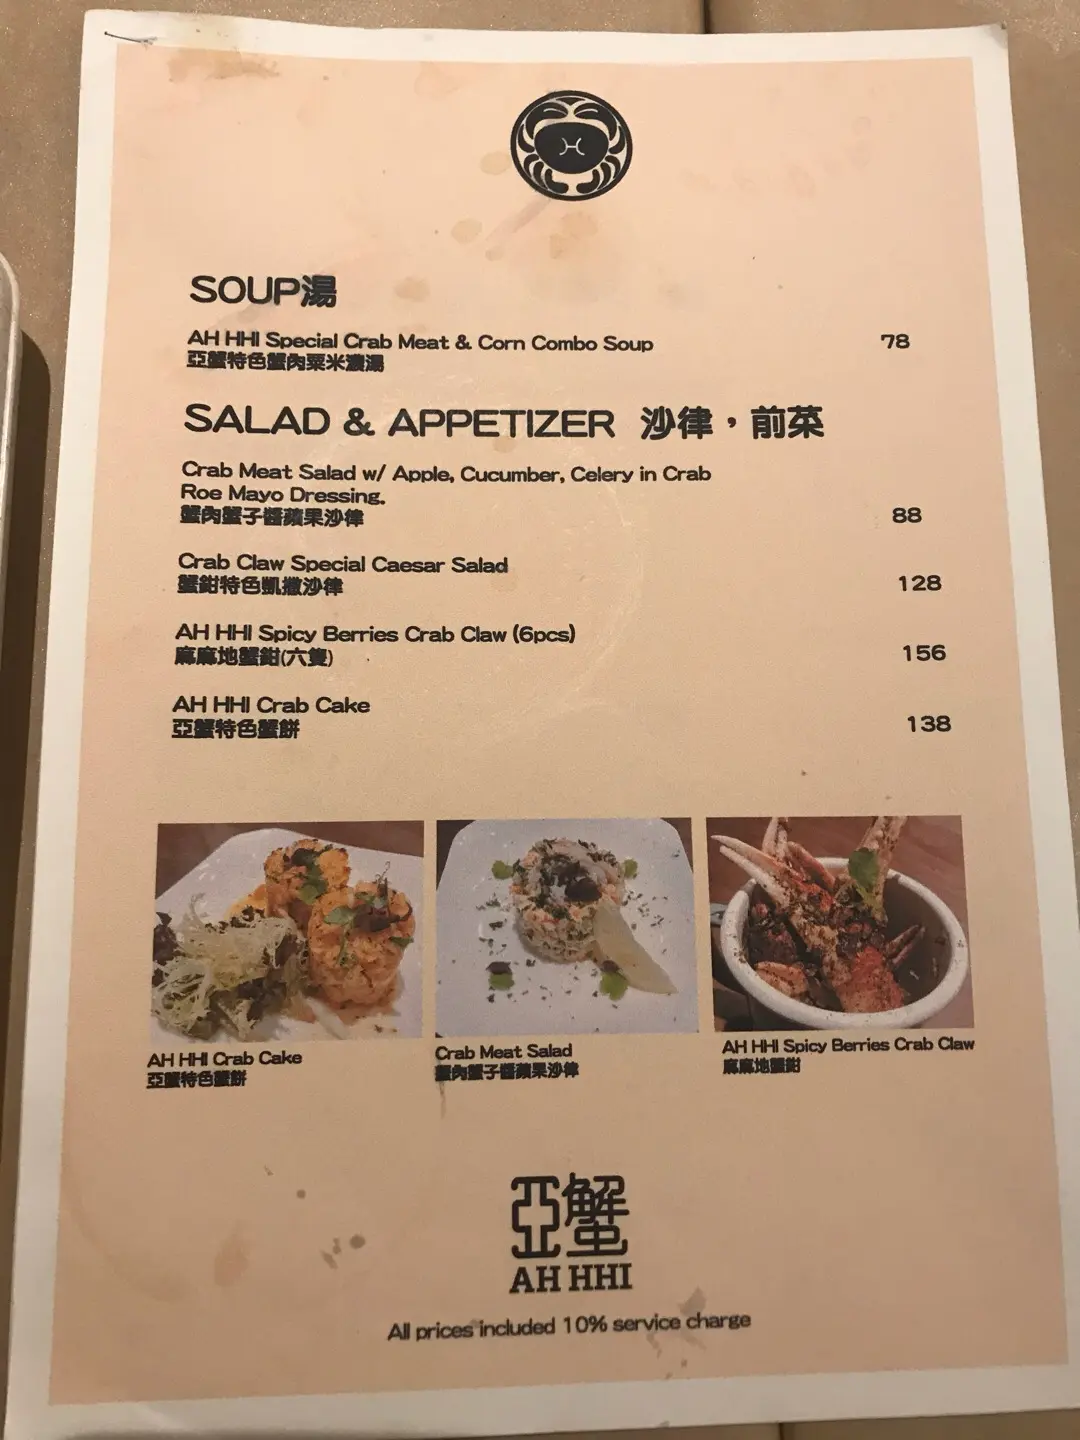 SOUP湯
AH HHI Special Crab Meat & Corn Combo Soup 78
亞蟹特色蟹肉粟米濃湯
SALAD & APPETIZER 沙律，前菜
Crab Meat Salad w/ Apple, Cucumber, Celery in Crab
Roe Mayo Dressing.
蟹肉蟹子醬蘋果沙律 88
Crab Claw Special Caesar Salad
蟹鉗特色凱撒沙律 128
AH HHI Spicy Berries Crab Claw (6pcs)
麻麻地蟹鉗(六隻) 156
AH HHI Crab Cake
亞蟹特色蟹餅 138
AH HHI Crab Cake
亞蟹特色蟹餅
Crab Meat Salad
蟹肉蟹子醬蘋果沙律
AH HHI Spicy Berries Crab Claw
麻麻地蟹鉗
亞蟹
AH HHI
All prices included 10% service charge